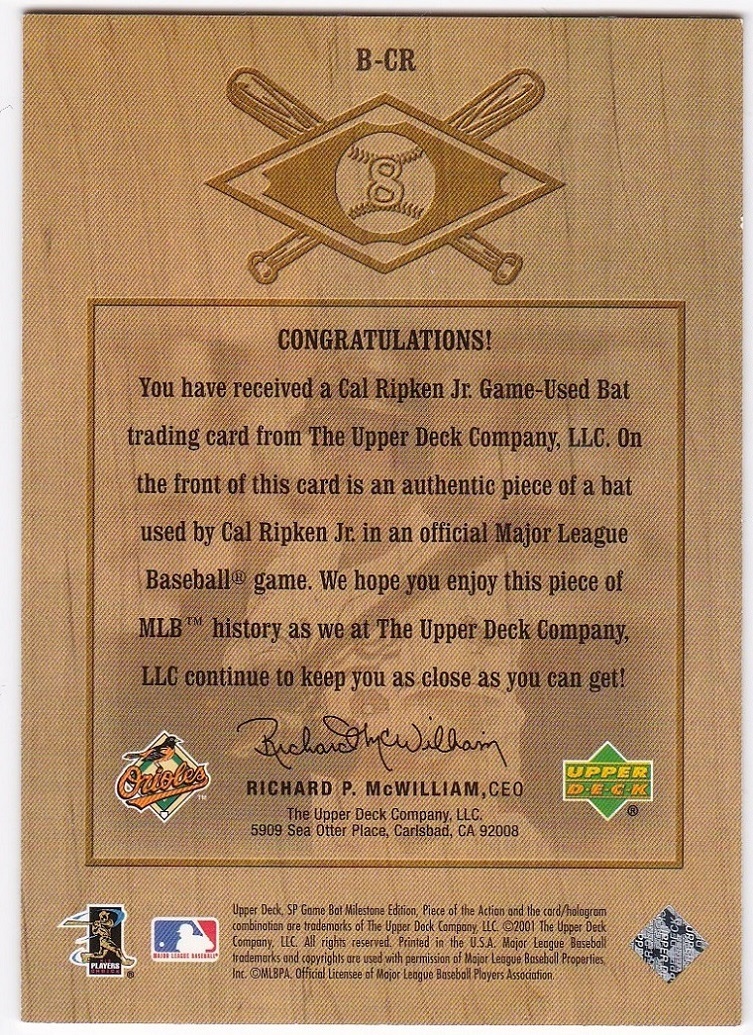 B-CR
8
CONGRATULATIONS!
You have received a Cal Ripken Jr. Game-Used Bat
trading card from The Upper Deck Company, LLC. On
the front of this card is an authentic piece of a bat
used by Cal Ripken Jr. in an official Major League
Baseball® game. We hope you enjoy this piece of
MLB™ history as we at The Upper Deck Company,
LLC continue to keep you as close as you can get!
Richard P. McWilliam
Orioles™
RICHARD P. McWILLIAM,CEO
The Upper Deck Company, LLC.
5909 Sea Otter Place, Carlsbad, CA 92008
UPPER
D·E·C·K
®
PLAYERS
CHOICE ®
MAJOR LEAGUE BASEBALL
Upper Deck, SP Game Bat Milestone Edition, Piece of the Action and the card/hologram
combination are trademarks of The Upper Deck Company, LLC. ©2001 The Upper Deck
Company, LLC. All rights reserved. Printed in the U.S.A. Major League Baseball
trademarks and copyrights are used with permission of Major League Baseball Properties,
Inc. ©MLBPA. Official Licensee of Major League Baseball Players Association.